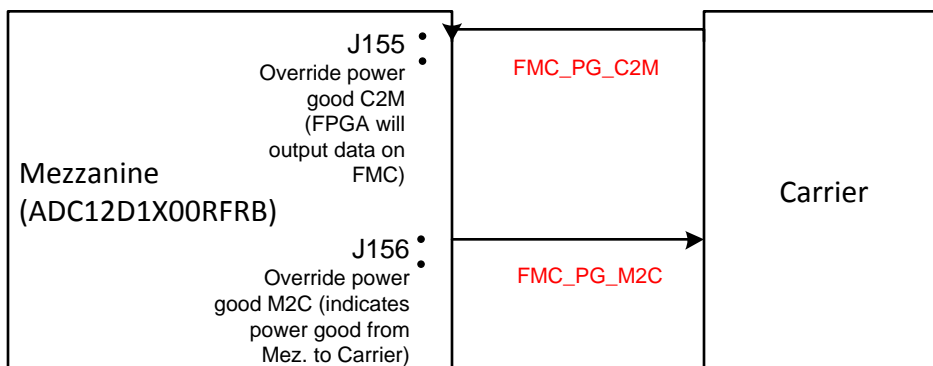 J155
Override power
good C2M
(FPGA will
output data on
FMC)
FMC_PG_C2M
Mezzanine
(ADC12D1X00RFRB)
Carrier
J156
Override power
good M2C (indicates
power good from
Mez. to Carrier)
FMC_PG_M2C